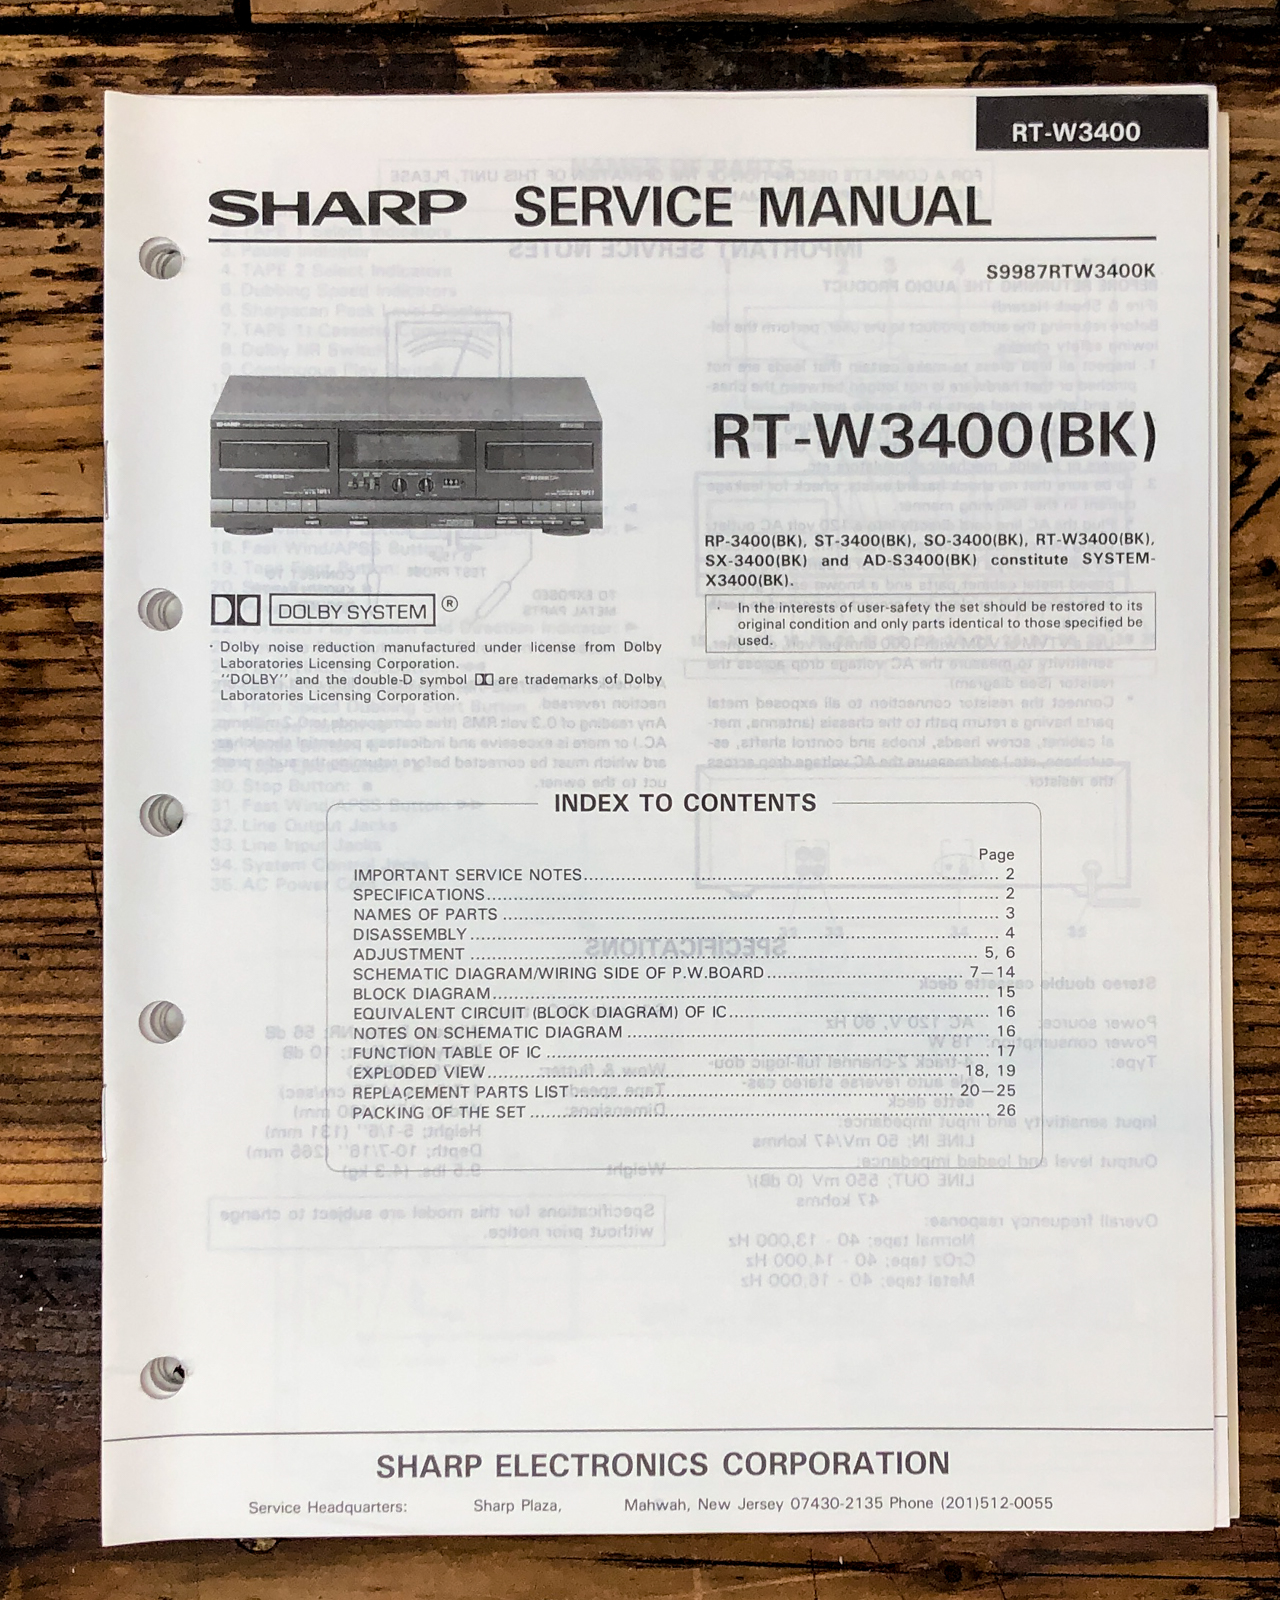 RT-W3400
SHARP SERVICE MANUAL
S9987RTW3400K
RT-W3400(BK)
RP-3400(BK), ST-3400(BK), SO-3400(BK), RT-W3400(BK),
SX-3400(BK) and AD-S3400(BK) constitute SYSTEM-
X3400(BK).
· In the interests of user-safety the set should be restored to its
original condition and only parts identical to those specified be
used.
DOLBY SYSTEM ®
· Dolby noise reduction manufactured under license from Dolby
Laboratories Licensing Corporation.
"DOLBY" and the double-D symbol are trademarks of Dolby
Laboratories Licensing Corporation.
INDEX TO CONTENTS
Page
IMPORTANT SERVICE NOTES 2
SPECIFICATIONS 2
NAMES OF PARTS 3
DISASSEMBLY 4
ADJUSTMENT 5, 6
SCHEMATIC DIAGRAM/WIRING SIDE OF P.W.BOARD 7–14
BLOCK DIAGRAM 15
EQUIVALENT CIRCUIT (BLOCK DIAGRAM) OF IC 16
NOTES ON SCHEMATIC DIAGRAM 16
FUNCTION TABLE OF IC 17
EXPLODED VIEW 18, 19
REPLACEMENT PARTS LIST 20–25
PACKING OF THE SET 26
SHARP ELECTRONICS CORPORATION
Service Headquarters: Sharp Plaza, Mahwah, New Jersey 07430-2135 Phone (201)512-0055